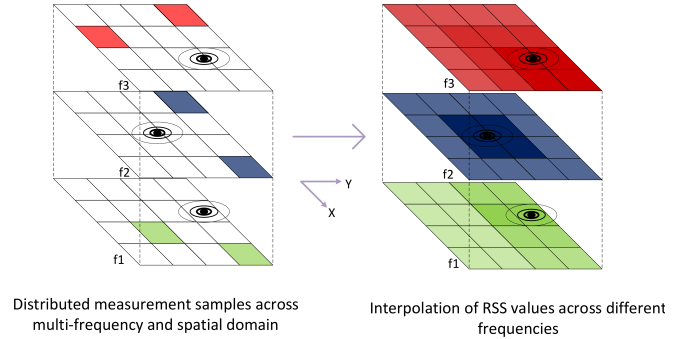 f3
f2
f1
Y
X
f3
f2
f1
Distributed measurement samples across
multi-frequency and spatial domain
Interpolation of RSS values across different
frequencies